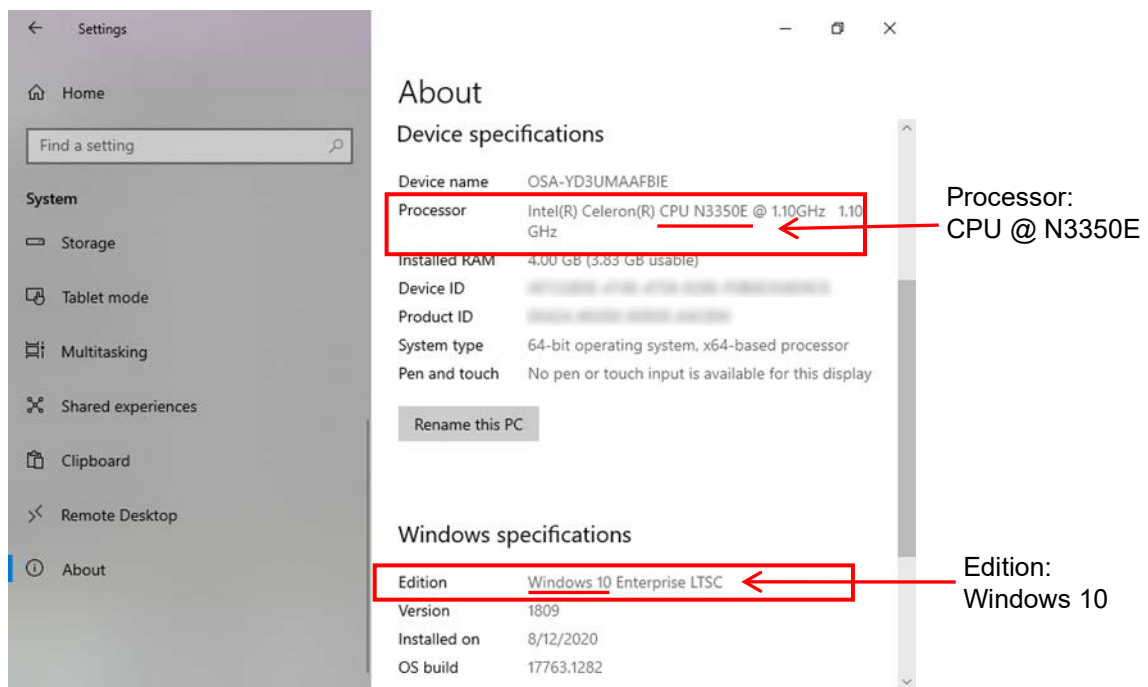 Settings
Home
Find a setting
System
Storage
Tablet mode
Multitasking
Shared experiences
Clipboard
Remote Desktop
About
About
Device specifications
Device name OSA-YD3UMAAFBIE
Processor Intel(R) Celeron(R) CPU N3350E @ 1.10GHz 1.10
GHz
Installed RAM 4.00 GB (3.83 GB usable)
Device ID
Product ID
System type 64-bit operating system, x64-based processor
Pen and touch No pen or touch input is available for this display
Rename this PC
Windows specifications
Edition Windows 10 Enterprise LTSC
Version 1809
Installed on 8/12/2020
OS build 17763.1282
Processor:
CPU @ N3350E
Edition:
Windows 10